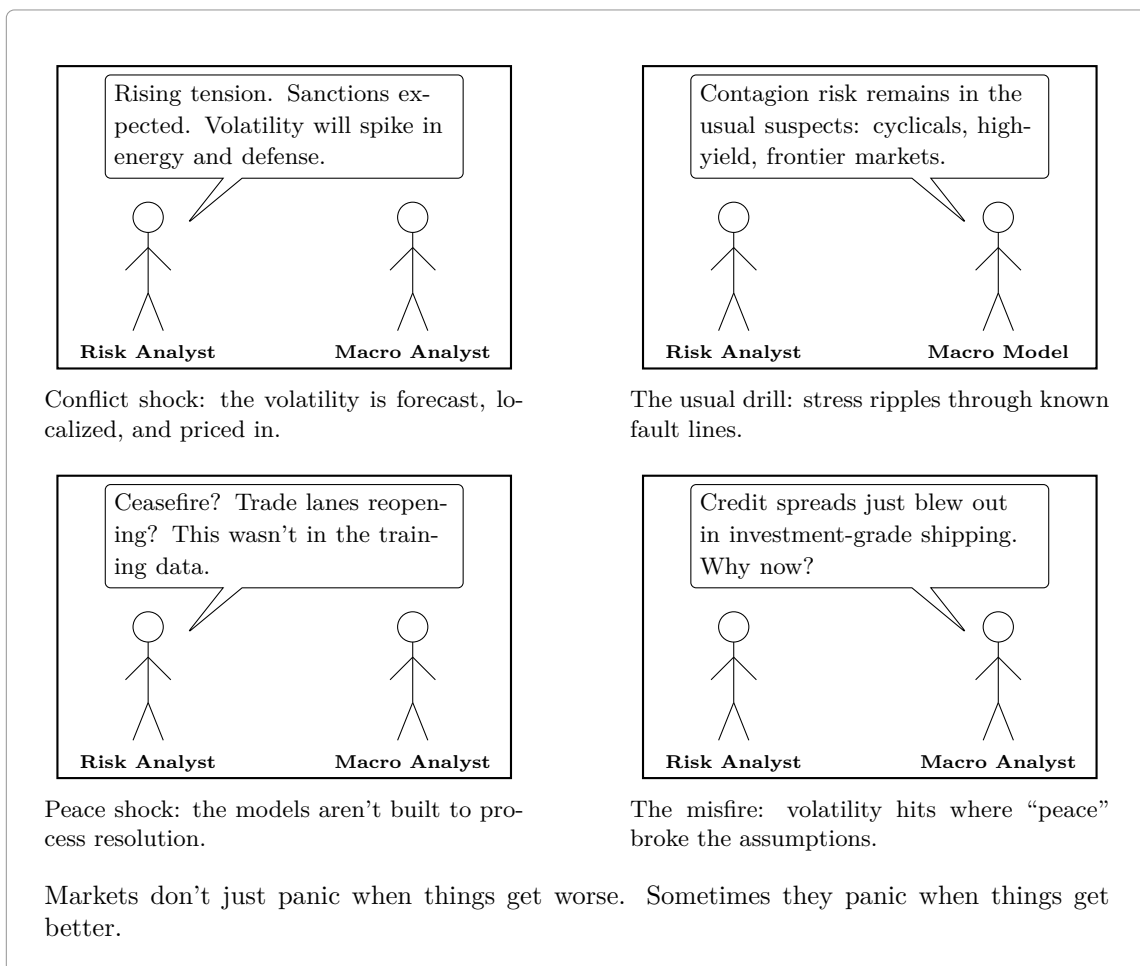 Rising tension. Sanctions ex-
pected. Volatility will spike in
energy and defense.
Risk Analyst
Macro Analyst
Conflict shock: the volatility is forecast, lo-
calized, and priced in.
Contagion risk remains in the
usual suspects: cyclicals, high-
yield, frontier markets.
Risk Analyst
Macro Model
The usual drill: stress ripples through known
fault lines.
Ceasefire? Trade lanes reopen-
ing? This wasn't in the train-
ing data.
Risk Analyst
Macro Analyst
Peace shock: the models aren't built to pro-
cess resolution.
Credit spreads just blew out
in investment-grade shipping.
Why now?
Risk Analyst
Macro Analyst
The misfire: volatility hits where “peace”
broke the assumptions.
Markets don't just panic when things get worse. Sometimes they panic when things get
better.